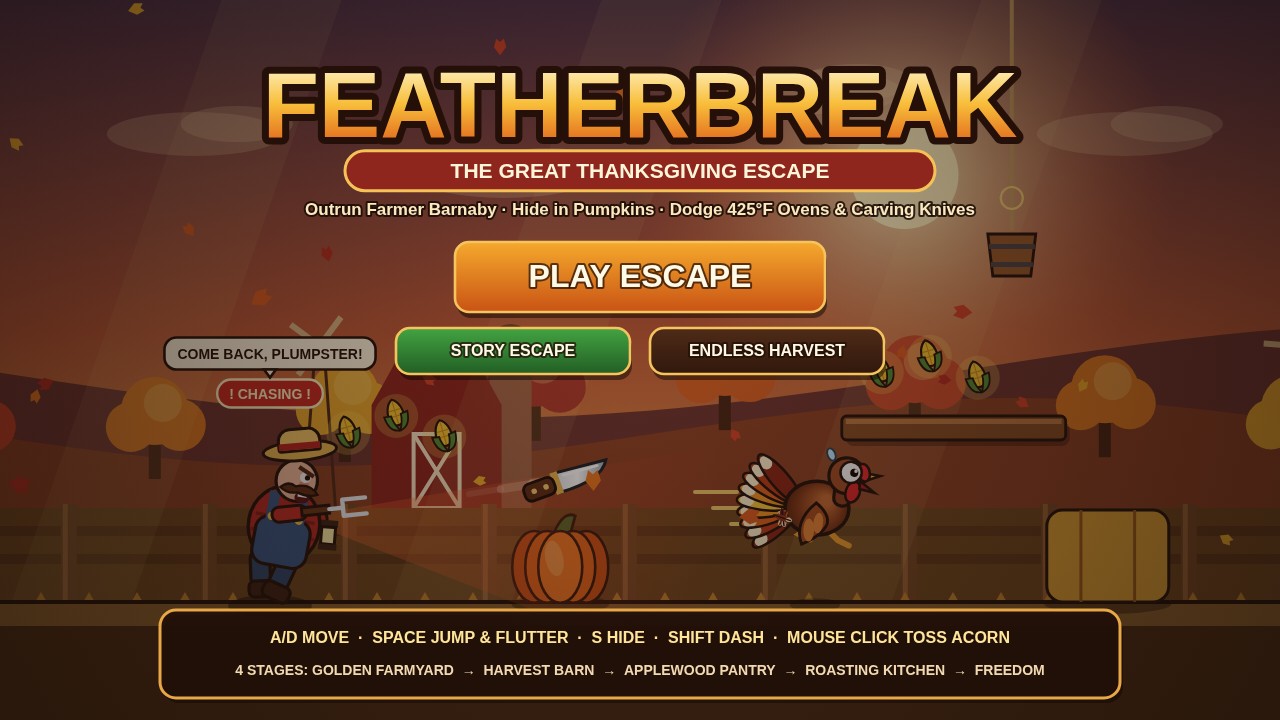 FEATHERBREAK
THE GREAT THANKSGIVING ESCAPE
Outrun Farmer Barnaby · Hide in Pumpkins · Dodge 425°F Ovens & Carving Knives
PLAY ESCAPE
STORY ESCAPE
ENDLESS HARVEST
COME BACK, PLUMPSTER!
! CHASING !
A/D MOVE · SPACE JUMP & FLUTTER · S HIDE · SHIFT DASH · MOUSE CLICK TOSS ACORN
4 STAGES: GOLDEN FARMYARD → HARVEST BARN → APPLEWOOD PANTRY → ROASTING KITCHEN → FREEDOM